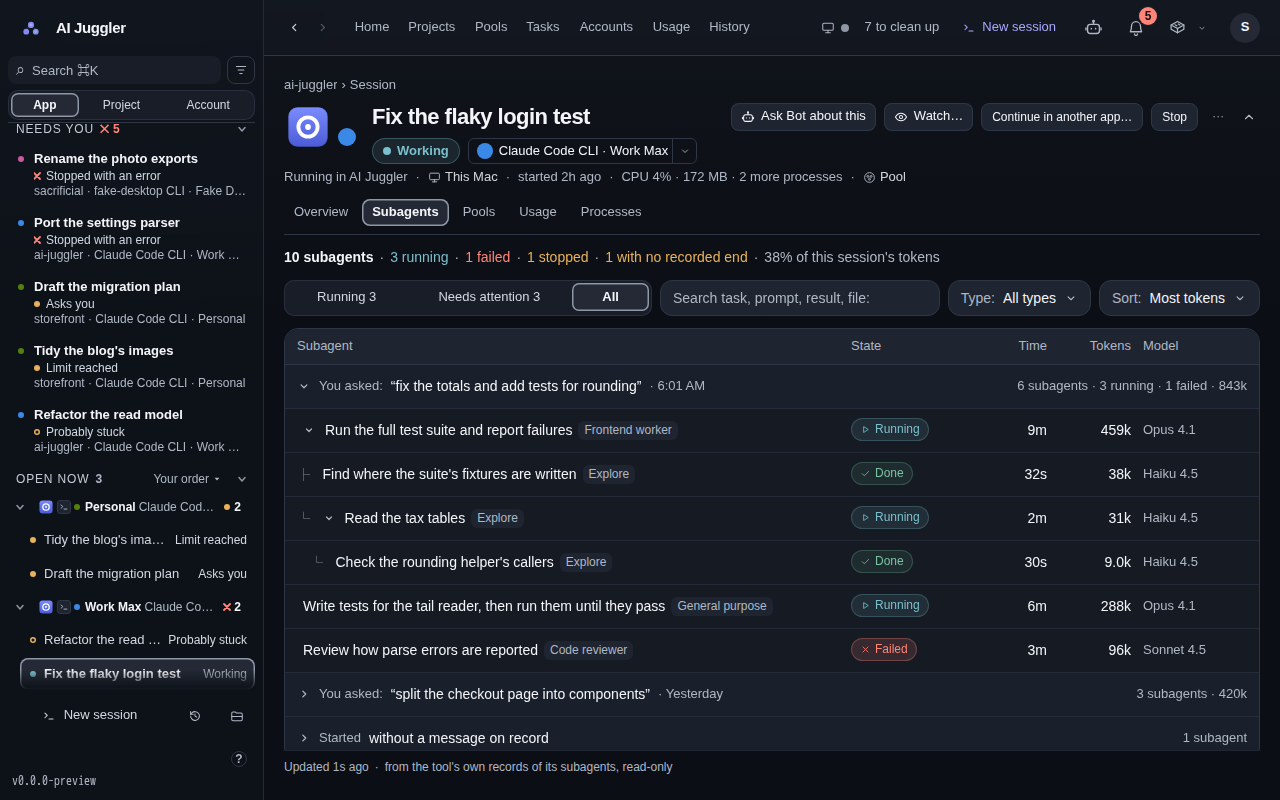 AI Juggler
Search ⌘K
App Project Account
NEEDS YOU 5
Rename the photo exports
Stopped with an error
sacrificial · fake-desktop CLI · Fake D…
Port the settings parser
Stopped with an error
ai-juggler · Claude Code CLI · Work …
Draft the migration plan
Asks you
storefront · Claude Code CLI · Personal
Tidy the blog's images
Limit reached
storefront · Claude Code CLI · Personal
Refactor the read model
Probably stuck
ai-juggler · Claude Code CLI · Work …
OPEN NOW 3 Your order
Personal Claude Cod… 2
Tidy the blog's ima… Limit reached
Draft the migration plan Asks you
Work Max Claude Co… 2
Refactor the read … Probably stuck
Fix the flaky login test Working
New session
?
v0.0.0-preview
Home Projects Pools Tasks Accounts Usage History 7 to clean up New session 5 S
ai-juggler › Session
Fix the flaky login test
Ask Bot about this Watch… Continue in another app… Stop ···
Working Claude Code CLI · Work Max
Running in AI Juggler · This Mac · started 2h ago · CPU 4% · 172 MB · 2 more processes · Pool
Overview Subagents Pools Usage Processes
10 subagents · 3 running · 1 failed · 1 stopped · 1 with no recorded end · 38% of this session's tokens
Running 3 Needs attention 3 All Search task, prompt, result, file: Type: All types Sort: Most tokens
Subagent State Time Tokens Model
You asked: “fix the totals and add tests for rounding” · 6:01 AM 6 subagents · 3 running · 1 failed · 843k
Run the full test suite and report failures Frontend worker Running 9m 459k Opus 4.1
Find where the suite's fixtures are written Explore Done 32s 38k Haiku 4.5
Read the tax tables Explore Running 2m 31k Haiku 4.5
Check the rounding helper's callers Explore Done 30s 9.0k Haiku 4.5
Write tests for the tail reader, then run them until they pass General purpose Running 6m 288k Opus 4.1
Review how parse errors are reported Code reviewer Failed 3m 96k Sonnet 4.5
You asked: “split the checkout page into components” · Yesterday 3 subagents · 420k
Started without a message on record 1 subagent
Updated 1s ago · from the tool's own records of its subagents, read-only